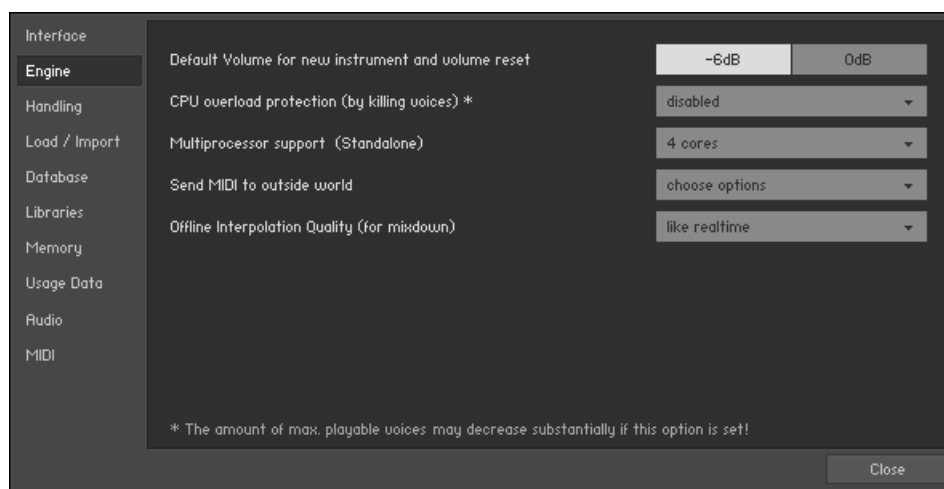 Interface
Engine
Handling
Load / Import
Database
Libraries
Memory
Usage Data
Audio
MIDI
Default Volume for new instrument and volume reset -6dB 0dB
CPU overload protection (by killing voices) * disabled
Multiprocessor support (Standalone) 4 cores
Send MIDI to outside world choose options
Offline Interpolation Quality (for mixdown) like realtime
* The amount of max. playable voices may decrease substantially if this option is set!
Close